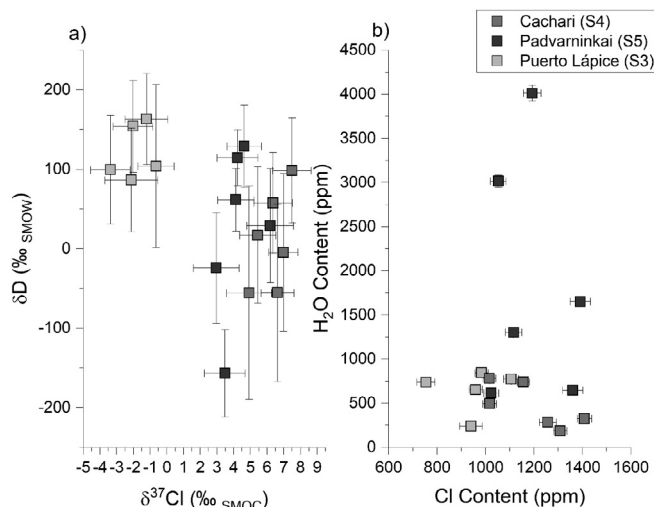 a)
b)
Cachari (S4)
Padvarninkai (S5)
Puerto Lápice (S3)
200
100
0
-100
-200
δD (‰ SMOW)
-5 -4 -3 -2 -1 0 1 2 3 4 5 6 7 8 9
δ37Cl (‰ SMOC)
4500
4000
3500
3000
2500
2000
1500
1000
500
0
H2O Content (ppm)
600 800 1000 1200 1400 1600
Cl Content (ppm)